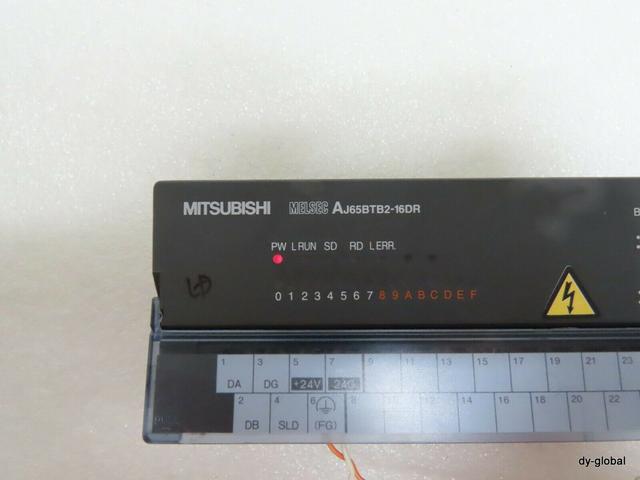 MITSUBISHI MELSEC AJ65BTB2-16DR
B
PW L RUN SD RD L ERR.
LD
0 1 2 3 4 5 6 7 8 9 A B C D E F
1 3 5 7 9 11 13 15 17 19 21 23
DA DG +24V 24G
2 4 6 8 10 12 14 16 18 20 22
DB SLD (FG)
dy-global